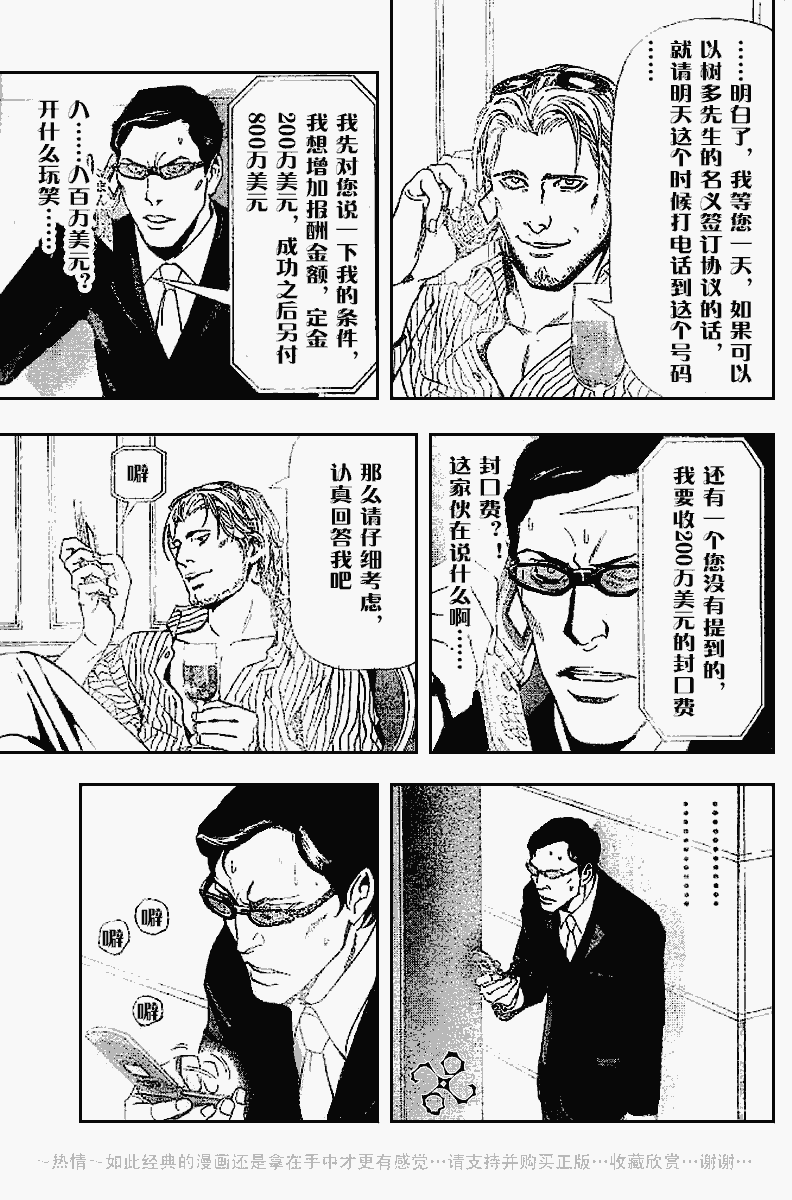 ……明白了，我等您一天，如果可以
以树多先生的名义签订协议的话，
就请明天这个时候打电话到这个号码
……
我先对您说一下我的条件，
我想增加报酬金额，定金
200万美元，成功之后另付
800万美元
八……八百万美元？
开什么玩笑……
还有一个您没有提到的，
我要收200万美元的封口费
封口费？！
这家伙在说什么啊……
那么请仔细考虑，
认真回答我吧
噼
…………
…………
噼
噼
噼
~热情~如此经典的漫画还是拿在手中才更有感觉…请支持并购买正版…收藏欣赏…谢谢…